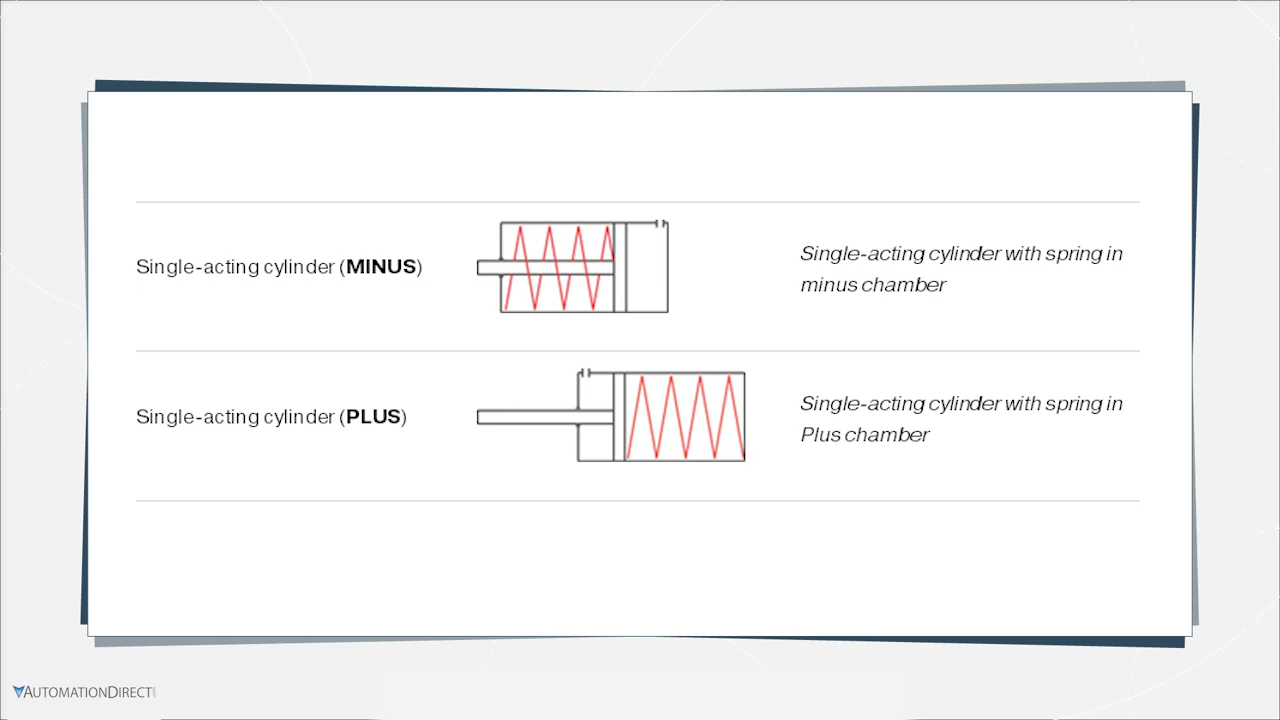 Single-acting cylinder (MINUS)
Single-acting cylinder with spring in
minus chamber
Single-acting cylinder (PLUS)
Single-acting cylinder with spring in
Plus chamber
AUTOMATIONDIRECT